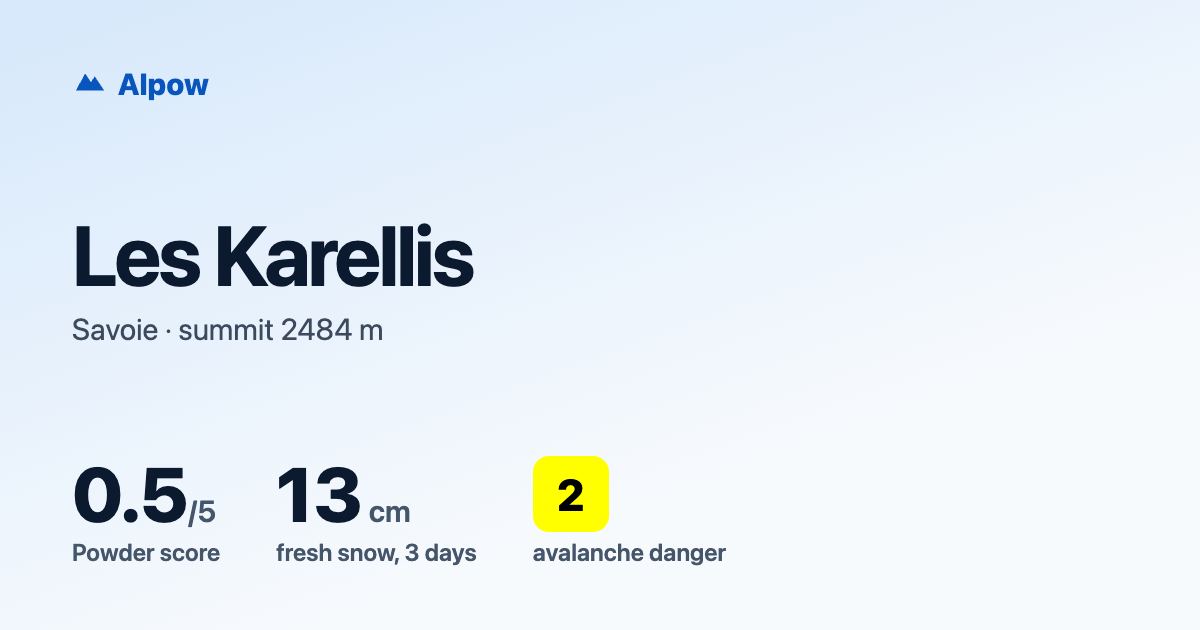 Alpow
Les Karellis
Savoie · summit 2484 m
0.5/5
Powder score
13 cm
fresh snow, 3 days
2
avalanche danger